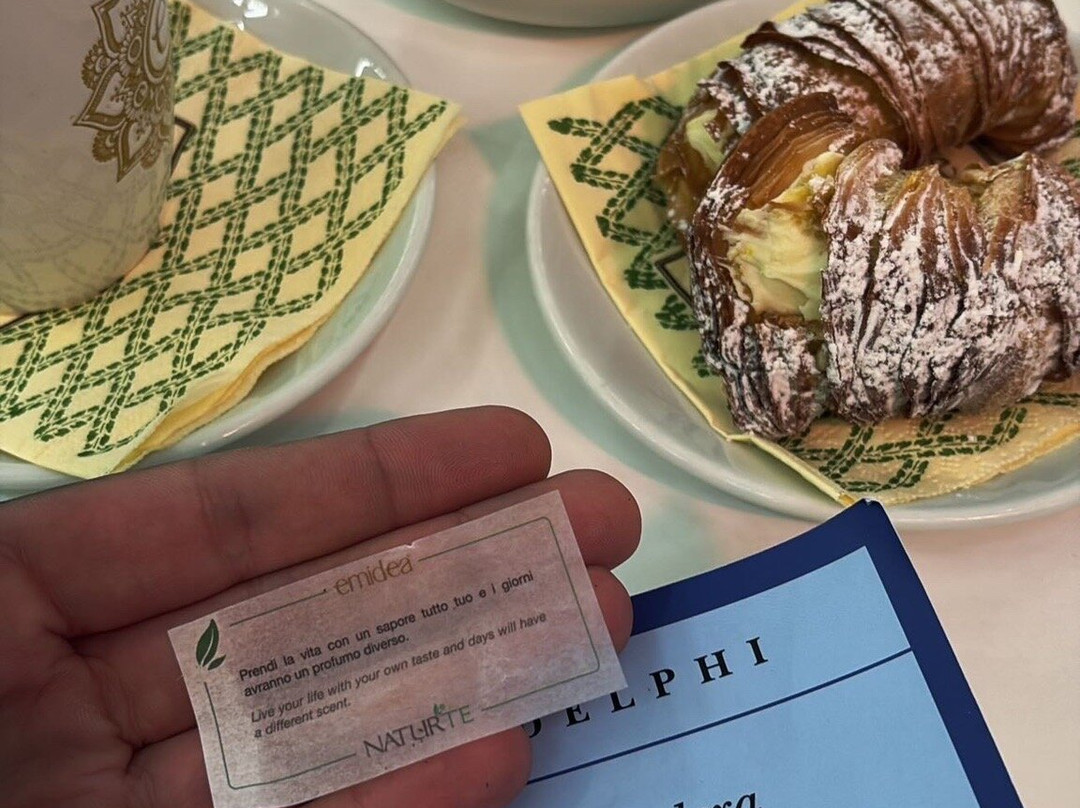 emidea
Prendi la vita con un sapore tutto tuo e i giorni
avranno un profumo diverso.
Live your life with your own taste and days will have
a different scent.
NATURTE
DELPHI